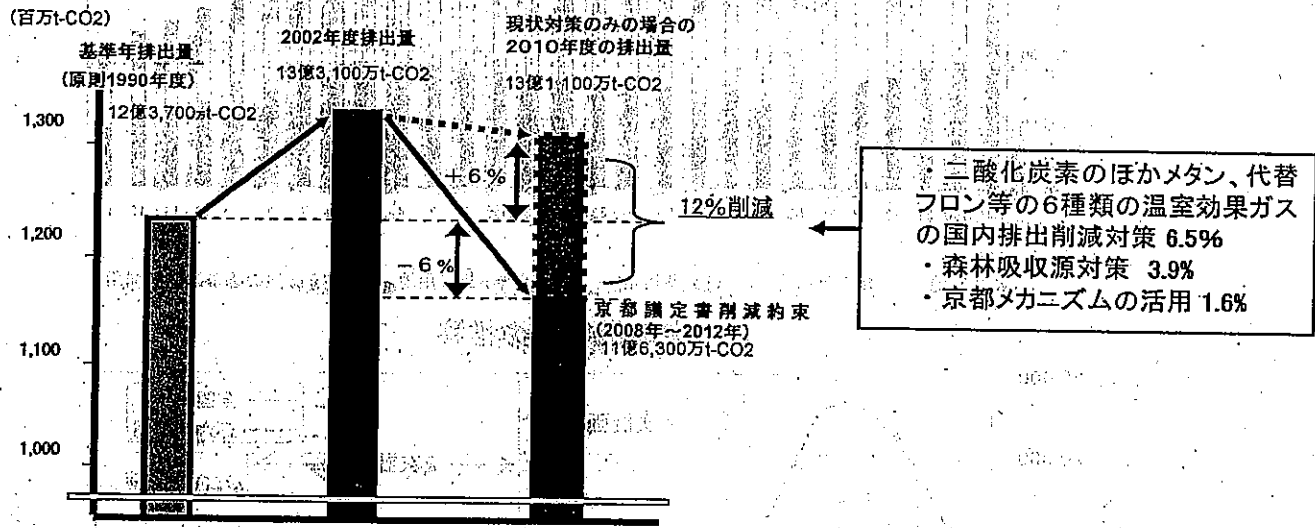 (百万t-CO2)
基準年排出量
(原則1990年度)
12億3,700万t-CO2
2002年度排出量
13億3,100万t-CO2
現状対策のみの場合の
2010年度の排出量
13億1,100万t-CO2
1,300
1,200
1,100
1,000
+6%
-6%
12%削減
京都議定書削減約束
(2008年~2012年)
11億6,300万t-CO2
・二酸化炭素のほかメタン、代替
フロン等の6種類の温室効果ガス
の国内排出削減対策 6.5%
・森林吸収源対策 3.9%
・京都メカニズムの活用 1.6%